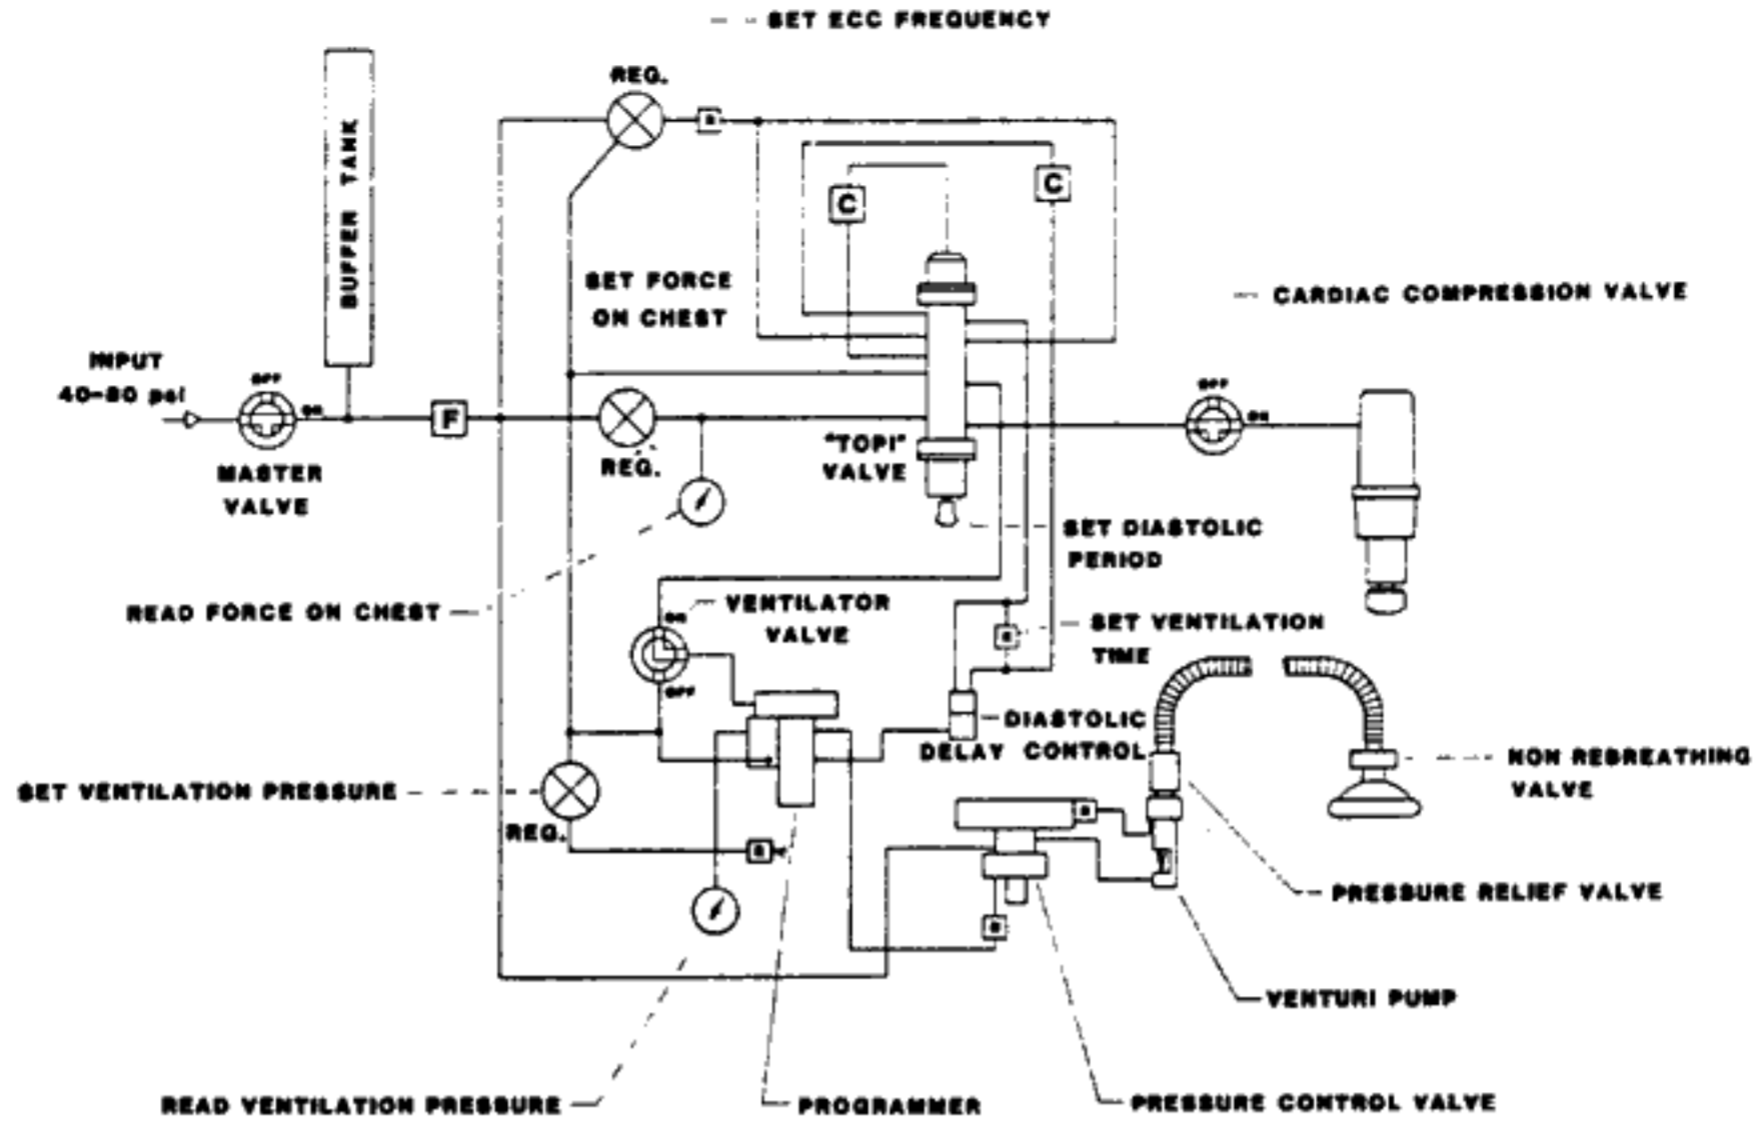 SET ECC FREQUENCY
REG.
BUFFER TANK
C
C
SET FORCE
ON CHEST
CARDIAC COMPRESSION VALVE
INPUT
40-80 psi
OFF
ON
F
OFF
ON
"TOPI"
VALVE
REG.
MASTER
VALVE
SET DIASTOLIC
PERIOD
READ FORCE ON CHEST
ON
VENTILATOR
VALVE
SET VENTILATION
TIME
OFF
DIASTOLIC
DELAY CONTROL
NON REBREATHING
VALVE
SET VENTILATION PRESSURE
REG.
PRESSURE RELIEF VALVE
VENTURI PUMP
READ VENTILATION PRESSURE
PROGRAMMER
PRESSURE CONTROL VALVE